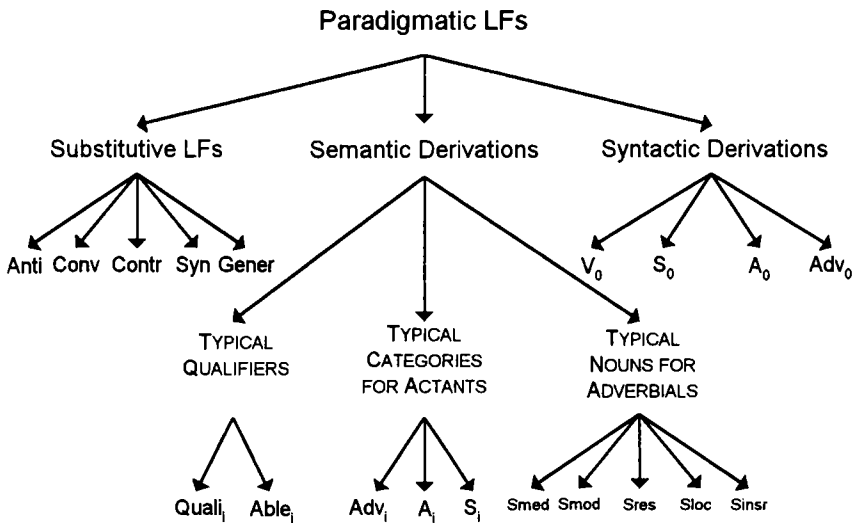 Paradigmatic LFs
Substitutive LFs Semantic Derivations Syntactic Derivations
Anti Conv Contr Syn Gener V₀ S₀ A₀ Adv₀
TYPICAL QUALIFIERS
TYPICAL CATEGORIES FOR ACTANTS
TYPICAL NOUNS FOR ADVERBIALS
Qualiᵢ Ableᵢ Advᵢ Aᵢ Sᵢ Smed Smod Sres Sloc Sinsr